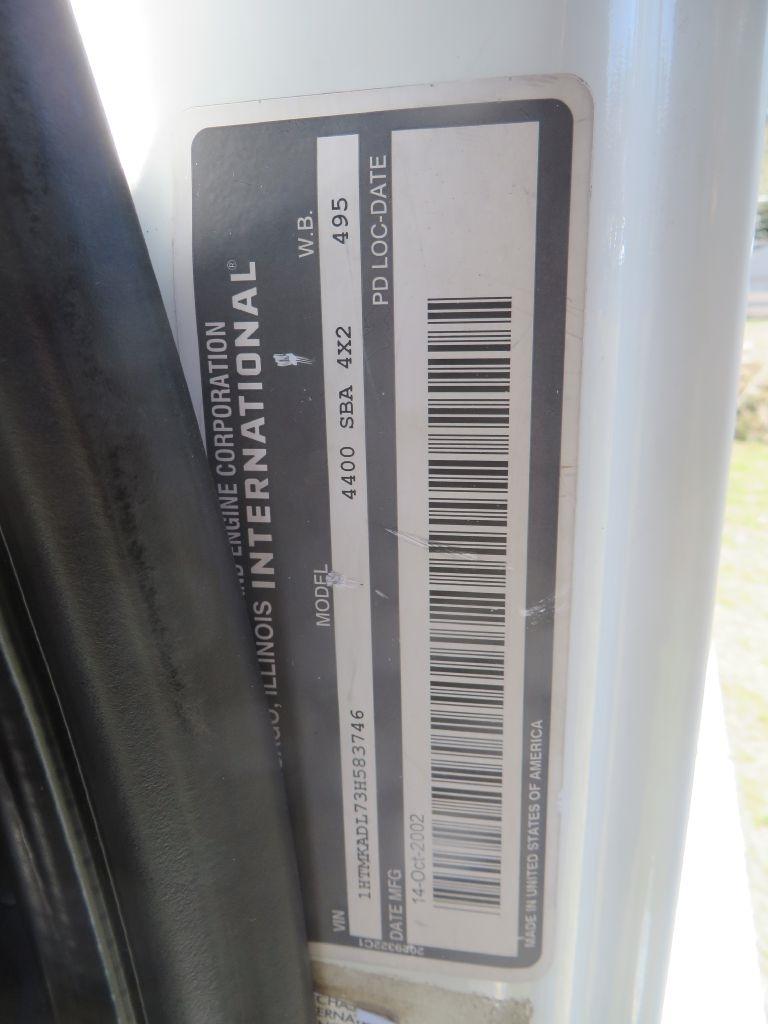 AND ENGINE CORPORATION
ILLINOIS INTERNATIONAL®
MODEL W.B.
VIN 1HTMKADL73H583746 4400 SBA 4X2 495
DATE MFG PD LOC-DATE
14-Oct-2002
MADE IN UNITED STATES OF AMERICA